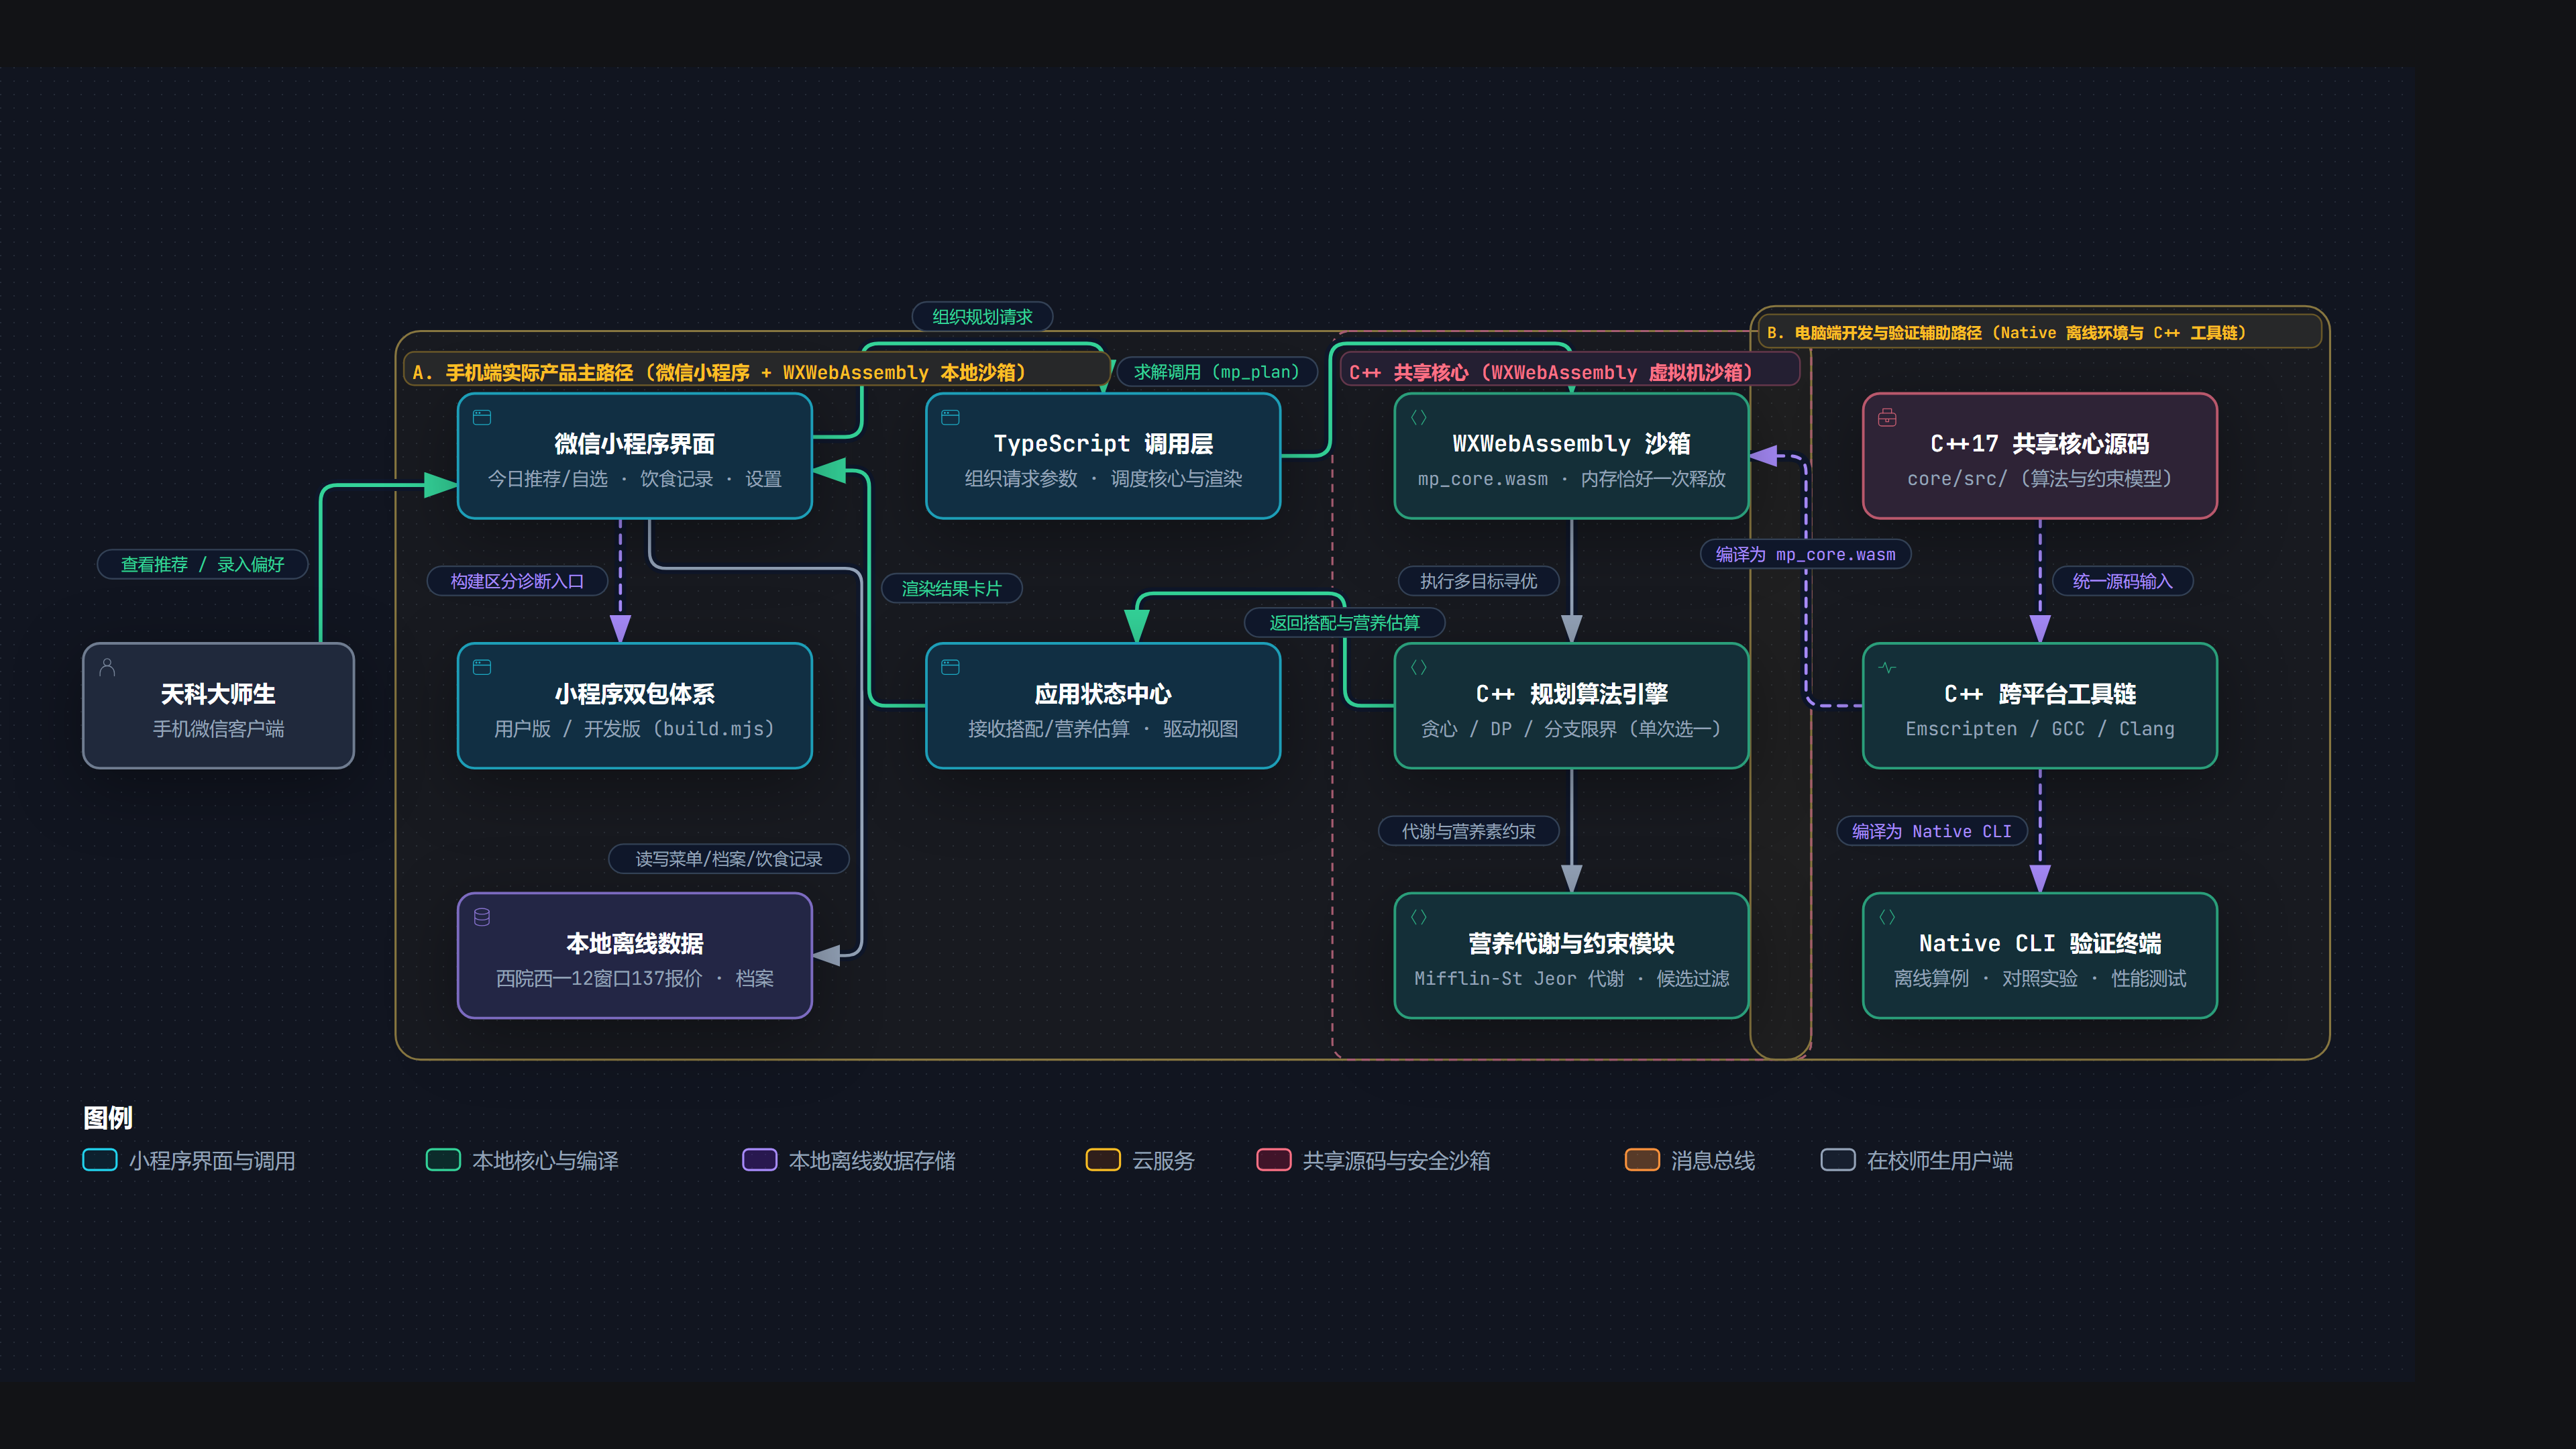 组织规划请求
B. 电脑端开发与验证辅助路径（Native 离线环境与 C++ 工具链）
A. 手机端实际产品主路径（微信小程序 + WXWebAssembly 本地沙箱）
求解调用（mp_plan）
C++ 共享核心（WXWebAssembly 虚拟机沙箱）
微信小程序界面
今日推荐/自选 · 饮食记录 · 设置
TypeScript 调用层
组织请求参数 · 调度核心与渲染
WXWebAssembly 沙箱
mp_core.wasm · 内存恰好一次释放
C++17 共享核心源码
core/src/（算法与约束模型）
查看推荐 / 录入偏好
构建区分诊断入口
渲染结果卡片
执行多目标寻优
编译为 mp_core.wasm
统一源码输入
返回搭配与营养估算
天科大师生
手机微信客户端
小程序双包体系
用户版 / 开发版（build.mjs）
应用状态中心
接收搭配/营养估算 · 驱动视图
C++ 规划算法引擎
贪心 / DP / 分支限界（单次选一）
C++ 跨平台工具链
Emscripten / GCC / Clang
读写菜单/档案/饮食记录
代谢与营养素约束
编译为 Native CLI
本地离线数据
西院西一12窗口137报价 · 档案
营养代谢与约束模块
Mifflin-St Jeor 代谢 · 候选过滤
Native CLI 验证终端
离线算例 · 对照实验 · 性能测试
图例
小程序界面与调用
本地核心与编译
本地离线数据存储
云服务
共享源码与安全沙箱
消息总线
在校师生用户端